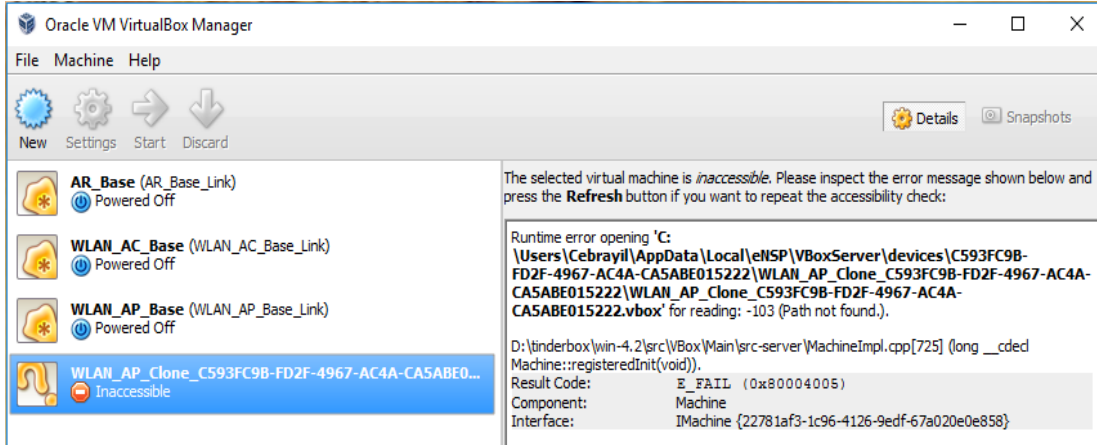 Oracle VM VirtualBox Manager
File Machine Help
New Settings Start Discard
Details Snapshots
AR_Base (AR_Base_Link)
Powered Off
WLAN_AC_Base (WLAN_AC_Base_Link)
Powered Off
WLAN_AP_Base (WLAN_AP_Base_Link)
Powered Off
WLAN_AP_Clone_C593FC9B-FD2F-4967-AC4A-CA5ABE0...
Inaccessible
The selected virtual machine is inaccessible. Please inspect the error message shown below and
press the Refresh button if you want to repeat the accessibility check:
Runtime error opening 'C:
\Users\Cebrayil\AppData\Local\eNSP\VBoxServer\devices\C593FC9B-
FD2F-4967-AC4A-CA5ABE015222\WLAN_AP_Clone_C593FC9B-FD2F-4967-AC4A-
CA5ABE015222\WLAN_AP_Clone_C593FC9B-FD2F-4967-AC4A-
CA5ABE015222.vbox' for reading: -103 (Path not found.).
D:\tinderbox\win-4.2\src\VBox\Main\src-server\MachineImpl.cpp[725] (long __cdecl
Machine::registeredInit(void)).
Result Code: E_FAIL (0x80004005)
Component: Machine
Interface: IMachine {22781af3-1c96-4126-9edf-67a020e0e858}